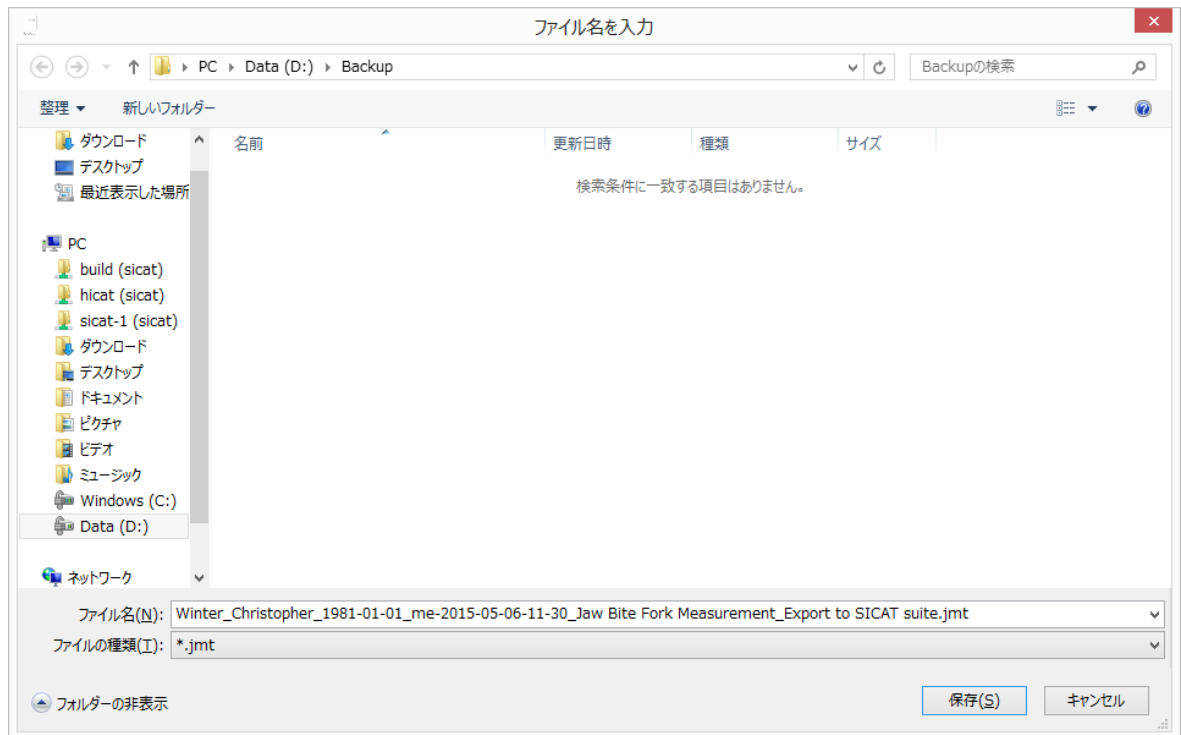 ファイル名を入力
PC Data (D:) Backup
Backupの検索
整理 新しいフォルダー
ダウンロード
デスクトップ
最近表示した場所
PC
build (sicat)
hicat (sicat)
sicat-1 (sicat)
ダウンロード
デスクトップ
ドキュメント
ピクチャ
ビデオ
ミュージック
Windows (C:)
Data (D:)
ネットワーク
名前 更新日時 種類 サイズ
検索条件に一致する項目はありません。
ファイル名(N): Winter_Christopher_1981-01-01_me-2015-05-06-11-30_Jaw Bite Fork Measurement_Export to SICAT suite.jmt
ファイルの種類(T): *.jmt
フォルダーの非表示
保存(S) キャンセル